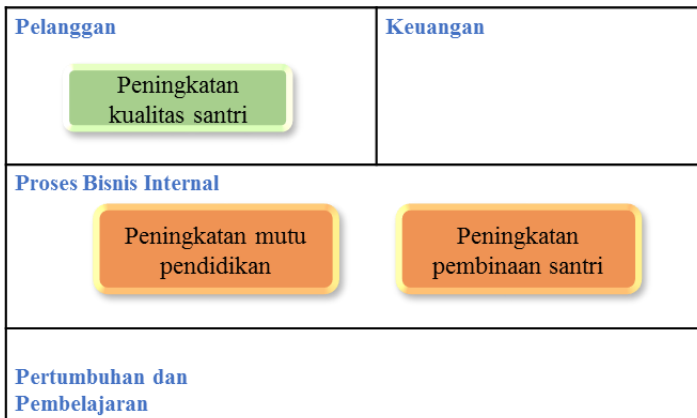 Pelanggan
Keuangan
Peningkatan
kualitas santri
Proses Bisnis Internal
Peningkatan mutu
pendidikan
Peningkatan
pembinaan santri
Pertumbuhan dan
Pembelajaran